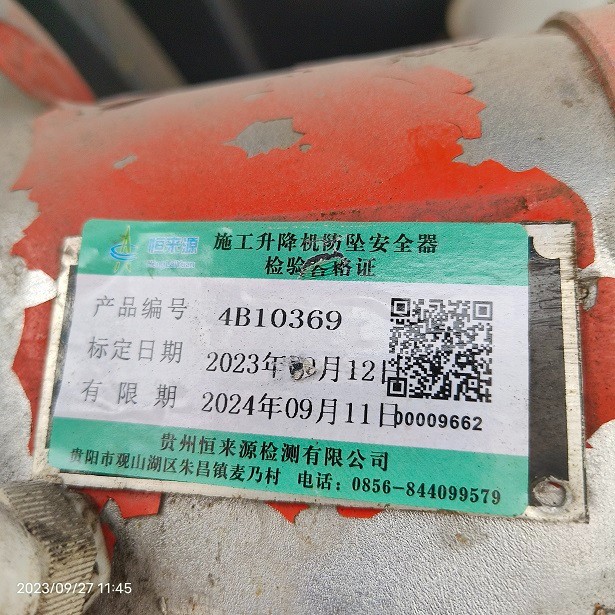 恒来源
施工升降机防坠安全器
检验合格证
产品编号 4B10369
标定日期 2023年09月12日
有限期 2024年09月11日
00009662
贵州恒来源检测有限公司
贵阳市观山湖区朱昌镇麦乃村 电话：0856-844099579
2023/09/27 11:45